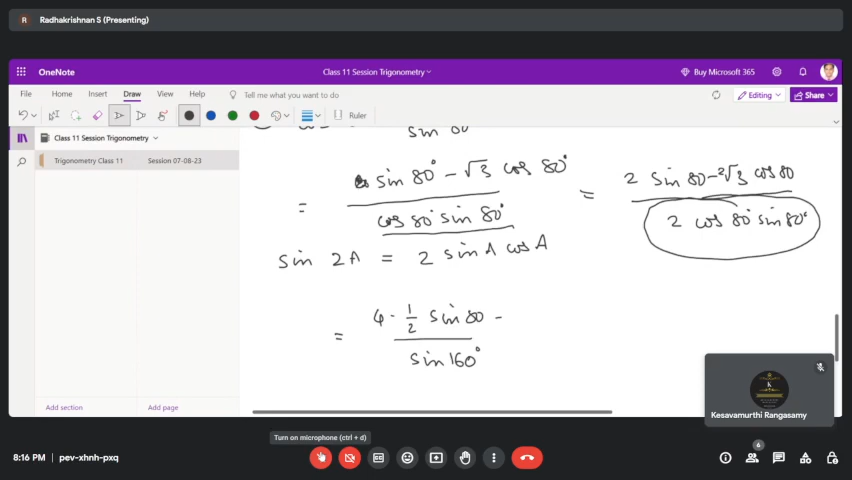 R Radhakrishnan S (Presenting)
OneNote Class 11 Session Trigonometry Buy Microsoft 365
File Home Insert Draw View Help Tell me what you want to do Editing Share
Ruler
Class 11 Session Trigonometry
Trigonometry Class 11 Session 07-08-23
sin 80
= sin 80° - √3 cos 80° / cos 80° sin 80° = 2 sin 80 - 2√3 cos 80 / 2 cos 80° sin 80°
sin 2A = 2 sin A cos A
= 4 · 1/2 sin 80 - / sin 160°
K
Kesavamurthi Rangasamy
Add section Add page
Turn on microphone (ctrl + d)
8:16 PM | pev-xhnh-pxq 6